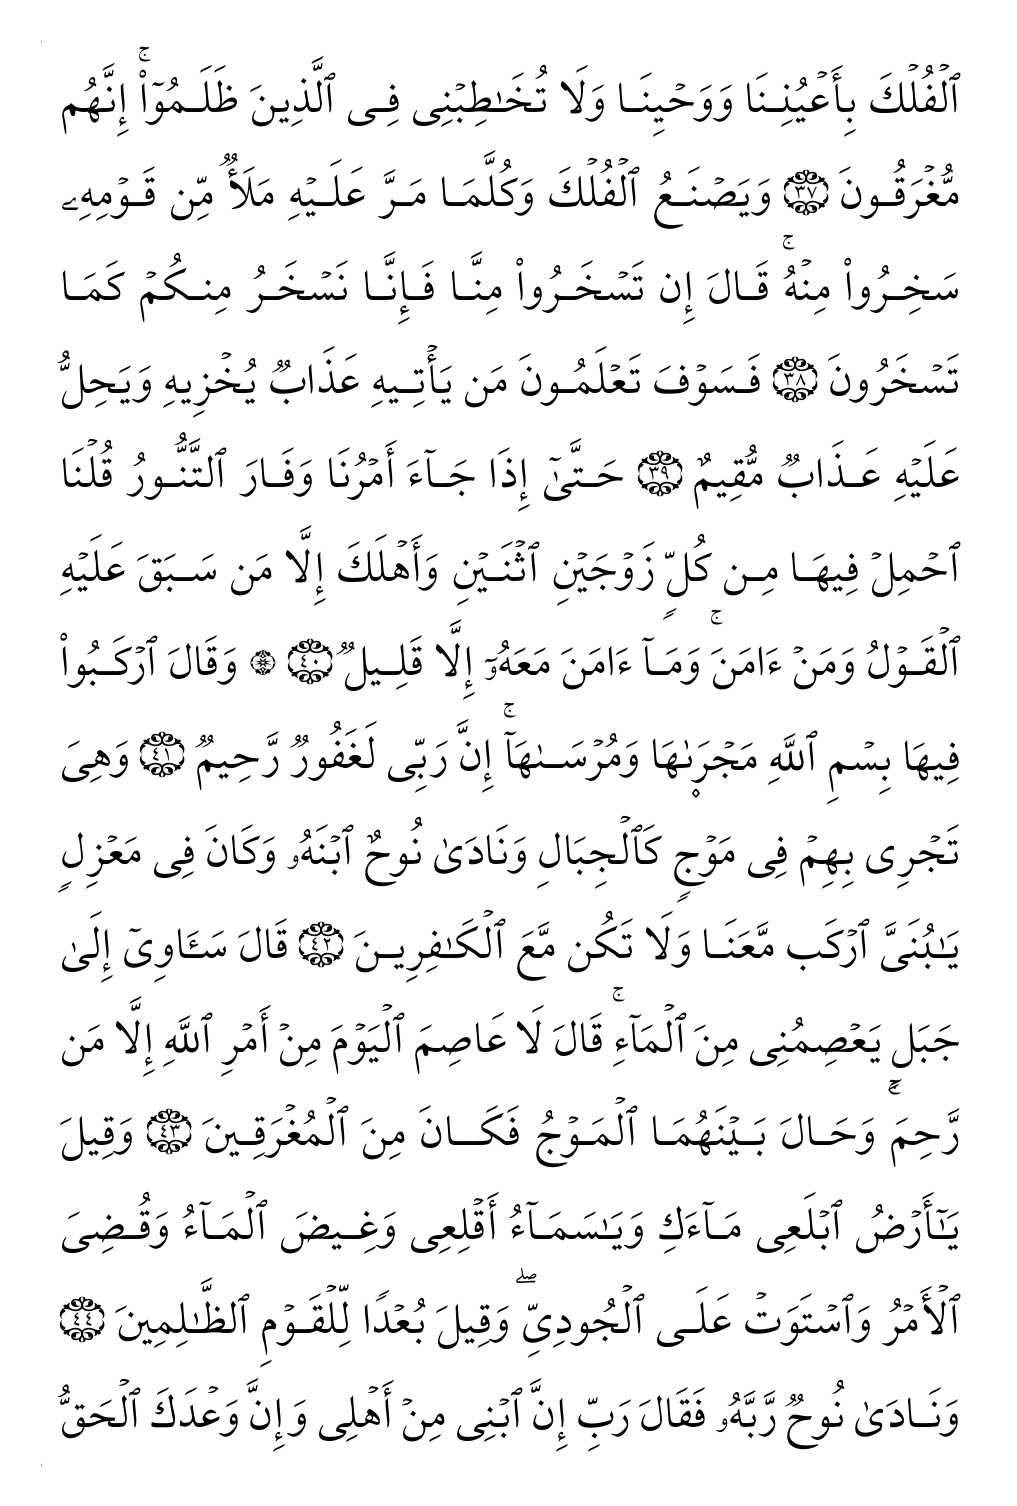 ٱلۡفُلۡكَ بِأَعۡيُنِنَا وَوَحۡيِنَا وَلَا تُخَٰطِبۡنِي فِي ٱلَّذِينَ ظَلَمُوٓاْۚ إِنَّهُم
مُّغۡرَقُونَ ٣٧ وَيَصۡنَعُ ٱلۡفُلۡكَ وَكُلَّمَا مَرَّ عَلَيۡهِ مَلَأٞ مِّن قَوۡمِهِۦ
سَخِرُواْ مِنۡهُۚ قَالَ إِن تَسۡخَرُواْ مِنَّا فَإِنَّا نَسۡخَرُ مِنكُمۡ كَمَا
تَسۡخَرُونَ ٣٨ فَسَوۡفَ تَعۡلَمُونَ مَن يَأۡتِيهِ عَذَابٞ يُخۡزِيهِ وَيَحِلُّ
عَلَيۡهِ عَذَابٞ مُّقِيمٌ ٣٩ حَتَّىٰٓ إِذَا جَآءَ أَمۡرُنَا وَفَارَ ٱلتَّنُّورُ قُلۡنَا
ٱحۡمِلۡ فِيهَا مِن كُلّٖ زَوۡجَيۡنِ ٱثۡنَيۡنِ وَأَهۡلَكَ إِلَّا مَن سَبَقَ عَلَيۡهِ
ٱلۡقَوۡلُ وَمَنۡ ءَامَنَۚ وَمَآ ءَامَنَ مَعَهُۥٓ إِلَّا قَلِيلٞ ٤٠ ۞ وَقَالَ ٱرۡكَبُواْ
فِيهَا بِسۡمِ ٱللَّهِ مَجۡرٜىٰهَا وَمُرۡسَىٰهَآۚ إِنَّ رَبِّي لَغَفُورٞ رَّحِيمٞ ٤١ وَهِيَ
تَجۡرِي بِهِمۡ فِي مَوۡجٖ كَٱلۡجِبَالِ وَنَادَىٰ نُوحٌ ٱبۡنَهُۥ وَكَانَ فِي مَعۡزِلٖ
يَٰبُنَيَّ ٱرۡكَب مَّعَنَا وَلَا تَكُن مَّعَ ٱلۡكَٰفِرِينَ ٤٢ قَالَ سَـَٔاوِيٓ إِلَىٰ
جَبَلٖ يَعۡصِمُنِي مِنَ ٱلۡمَآءِۚ قَالَ لَا عَاصِمَ ٱلۡيَوۡمَ مِنۡ أَمۡرِ ٱللَّهِ إِلَّا مَن
رَّحِمَۚ وَحَالَ بَيۡنَهُمَا ٱلۡمَوۡجُ فَكَانَ مِنَ ٱلۡمُغۡرَقِينَ ٤٣ وَقِيلَ
يَٰٓأَرۡضُ ٱبۡلَعِي مَآءَكِ وَيَٰسَمَآءُ أَقۡلِعِي وَغِيضَ ٱلۡمَآءُ وَقُضِيَ
ٱلۡأَمۡرُ وَٱسۡتَوَتۡ عَلَى ٱلۡجُودِيِّۖ وَقِيلَ بُعۡدٗا لِّلۡقَوۡمِ ٱلظَّٰلِمِينَ ٤٤
وَنَادَىٰ نُوحٞ رَّبَّهُۥ فَقَالَ رَبِّ إِنَّ ٱبۡنِي مِنۡ أَهۡلِي وَإِنَّ وَعۡدَكَ ٱلۡحَقُّ